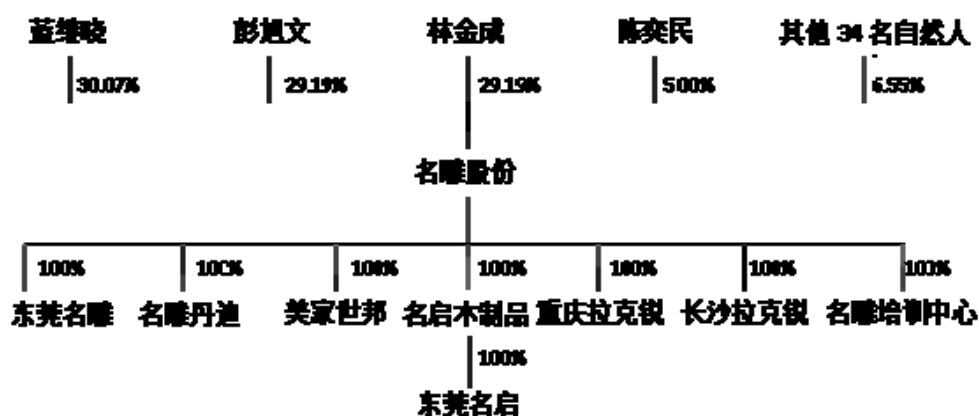 蓝继晓 彭旭文 林金成 陈奕民 其他 34 名自然人
30.07% 29.19% 29.19% 5.00% 6.55%
名雕股份
100% 100% 100% 100% 100% 100% 100%
东莞名雕 名雕丹迪 美家世邦 名启木制品 重庆拉克锐 长沙拉克锐 名雕培训中心
100%
东莞名启